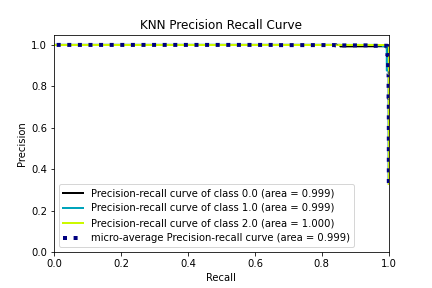 KNN Precision Recall Curve
1.0
0.8
0.6
0.4
0.2
0.0
Precision
Precision-recall curve of class 0.0 (area = 0.999)
Precision-recall curve of class 1.0 (area = 0.999)
Precision-recall curve of class 2.0 (area = 1.000)
micro-average Precision-recall curve (area = 0.999)
0.0 0.2 0.4 0.6 0.8 1.0
Recall